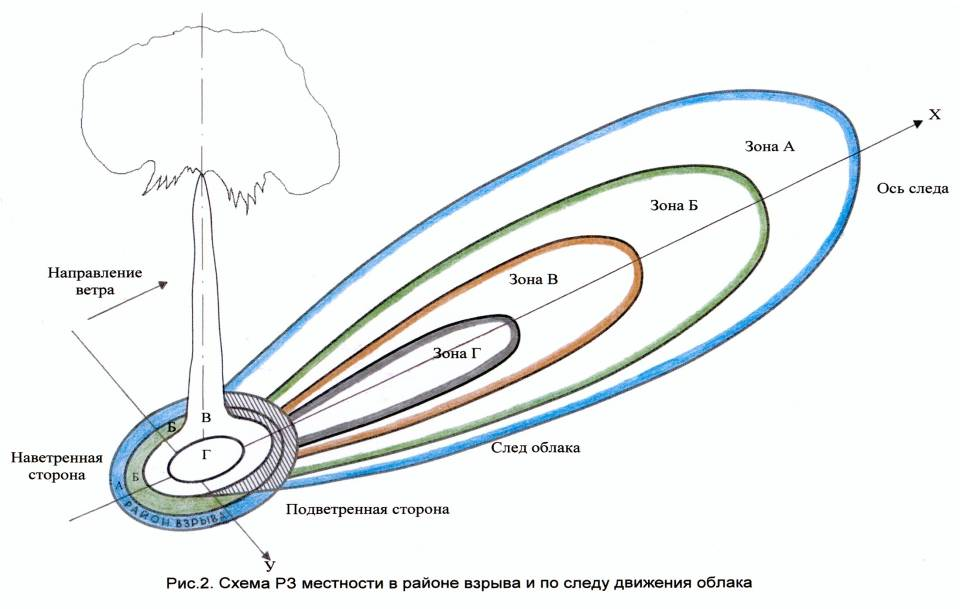 Х
Зона А
Ось следа
Зона Б
Направление
ветра
Зона В
Зона Г
В
Б
Г
Наветренная
сторона
След облака
А
Б
РАЙОН ВЗРЫВА
Подветренная сторона
У
Рис.2. Схема РЗ местности в районе взрыва и по следу движения облака